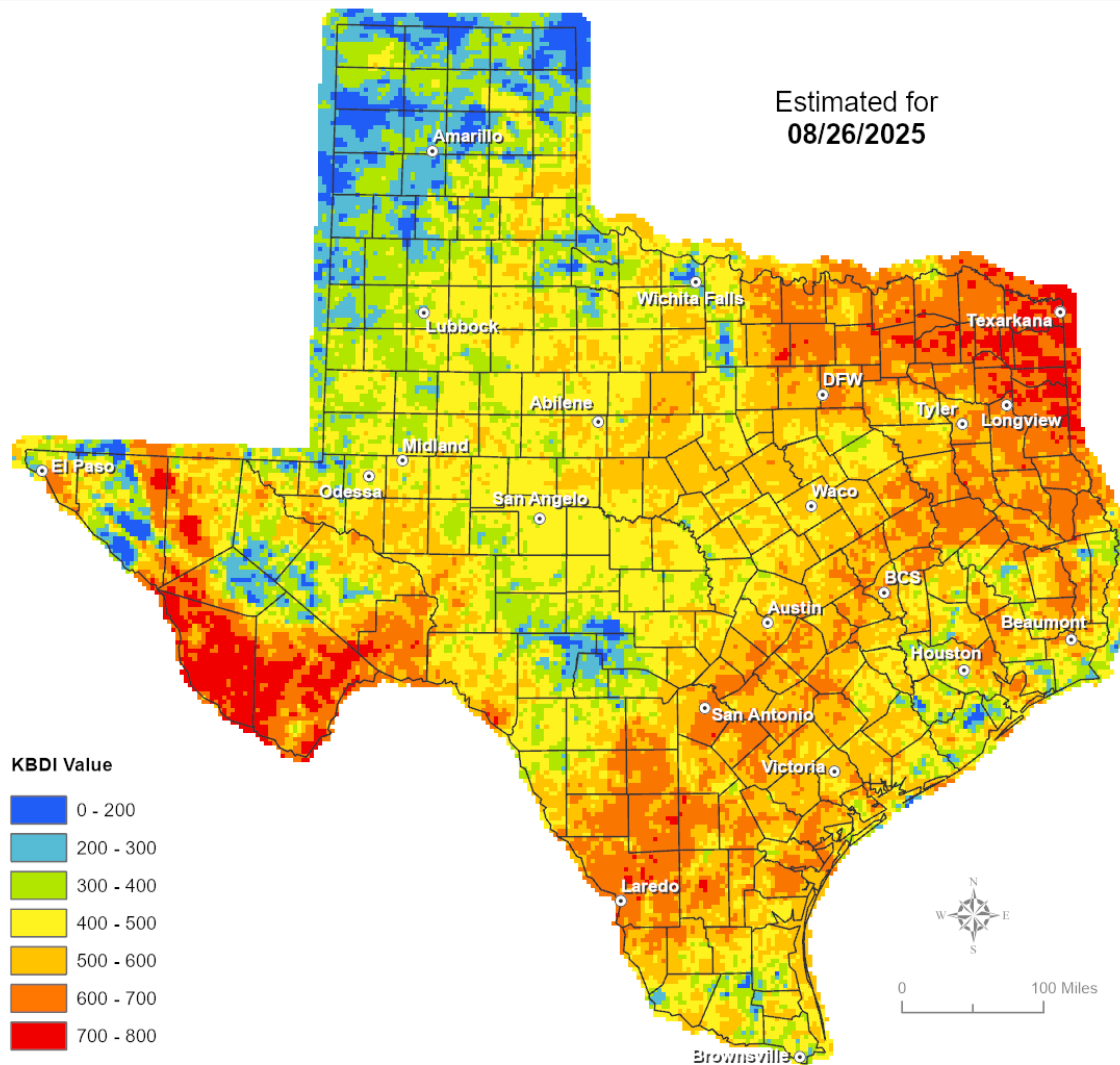 Estimated for
08/26/2025
Amarillo
Wichita Falls
Lubbock
Texarkana
DFW
Abilene
Tyler
Longview
Midland
El Paso
Odessa
San Angelo
Waco
BCS
Austin
Beaumont
Houston
San Antonio
Victoria
KBDI Value
0 - 200
200 - 300
300 - 400
400 - 500
500 - 600
600 - 700
700 - 800
Laredo
N
W E
S
0 100 Miles
Brownsville